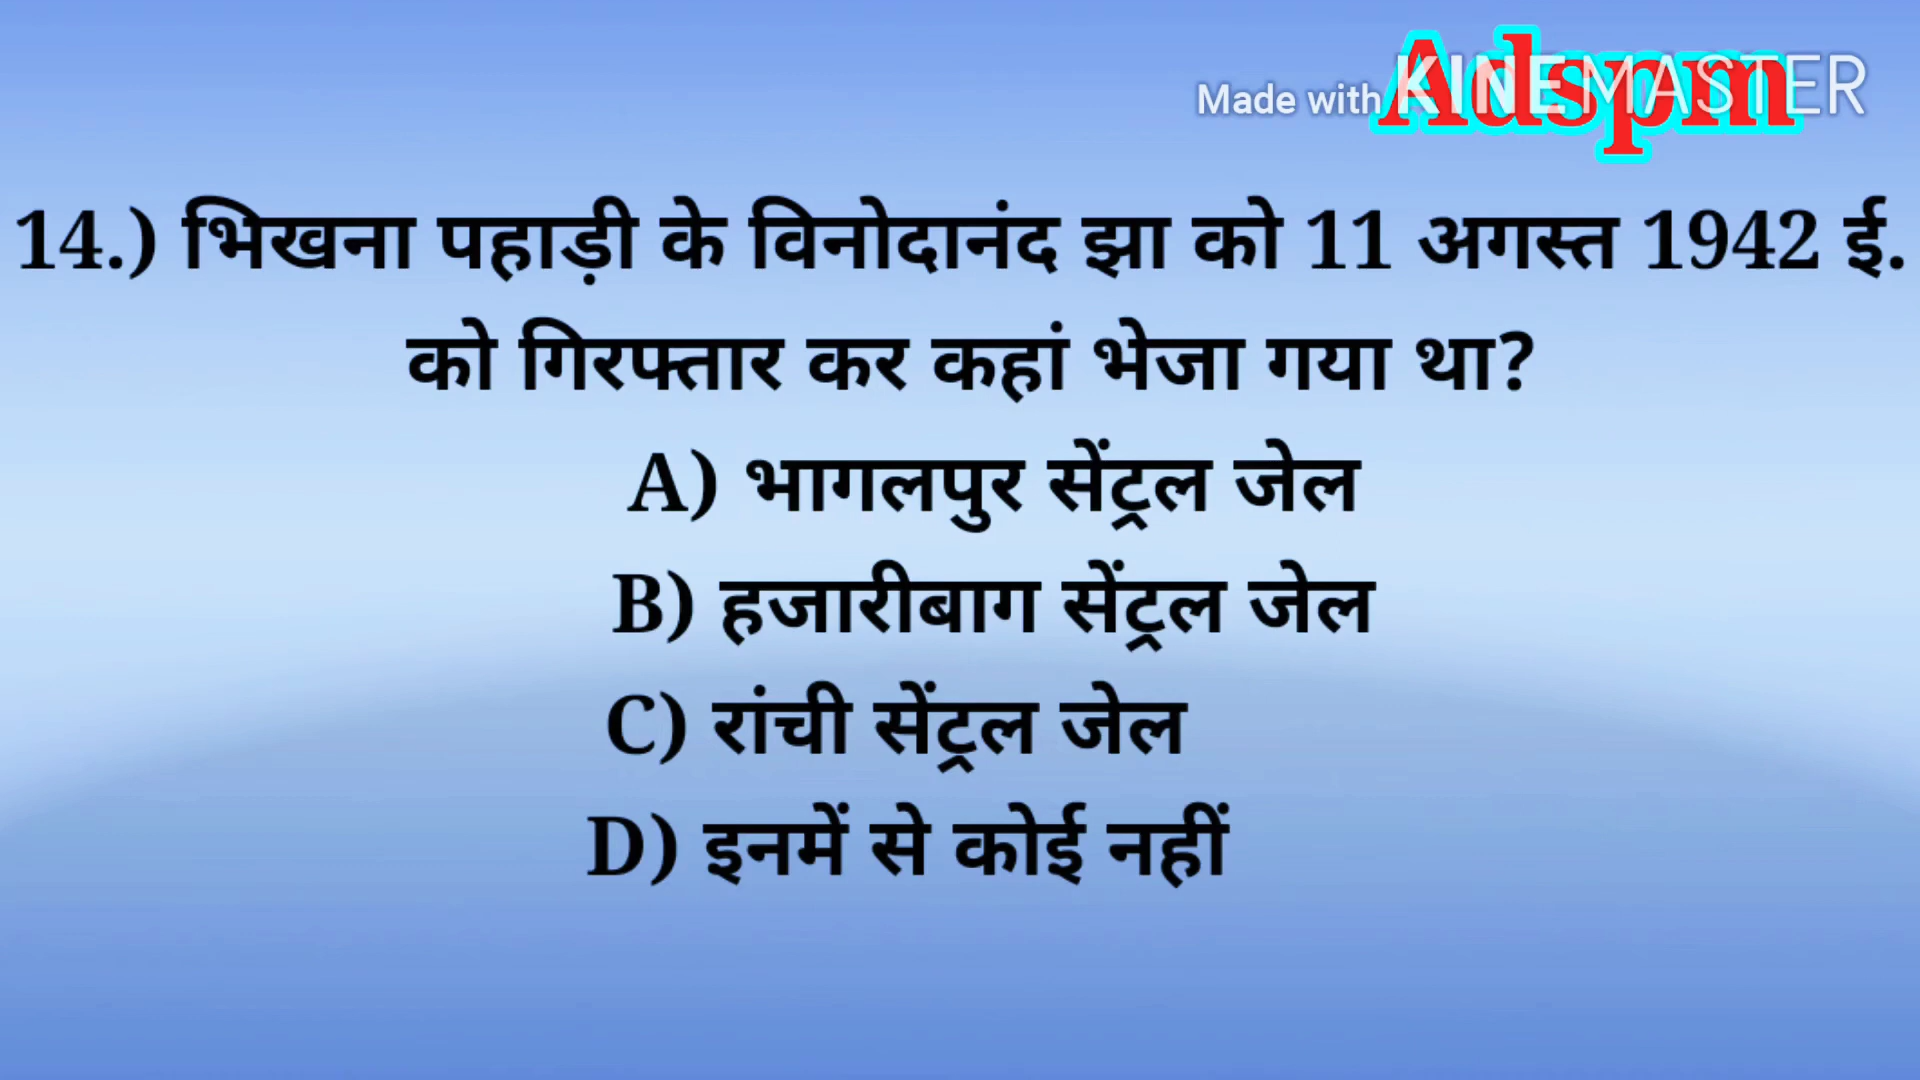 Adspm
Made with KINEMASTER
14.) भिखना पहाड़ी के विनोदानंद झा को 11 अगस्त 1942 ई.
को गिरफ्तार कर कहां भेजा गया था?
A) भागलपुर सेंट्रल जेल
B) हजारीबाग सेंट्रल जेल
C) रांची सेंट्रल जेल
D) इनमें से कोई नहीं